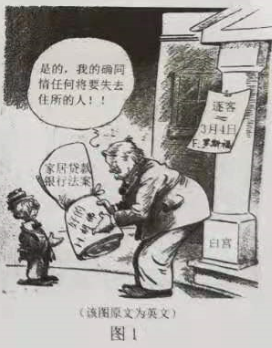 是的，我的确同
情任何将要失去
住所的人！！
逐客
3月4日
F·罗斯福
家居贷款
银行法案
白宫
（该图原文为英文）
图1